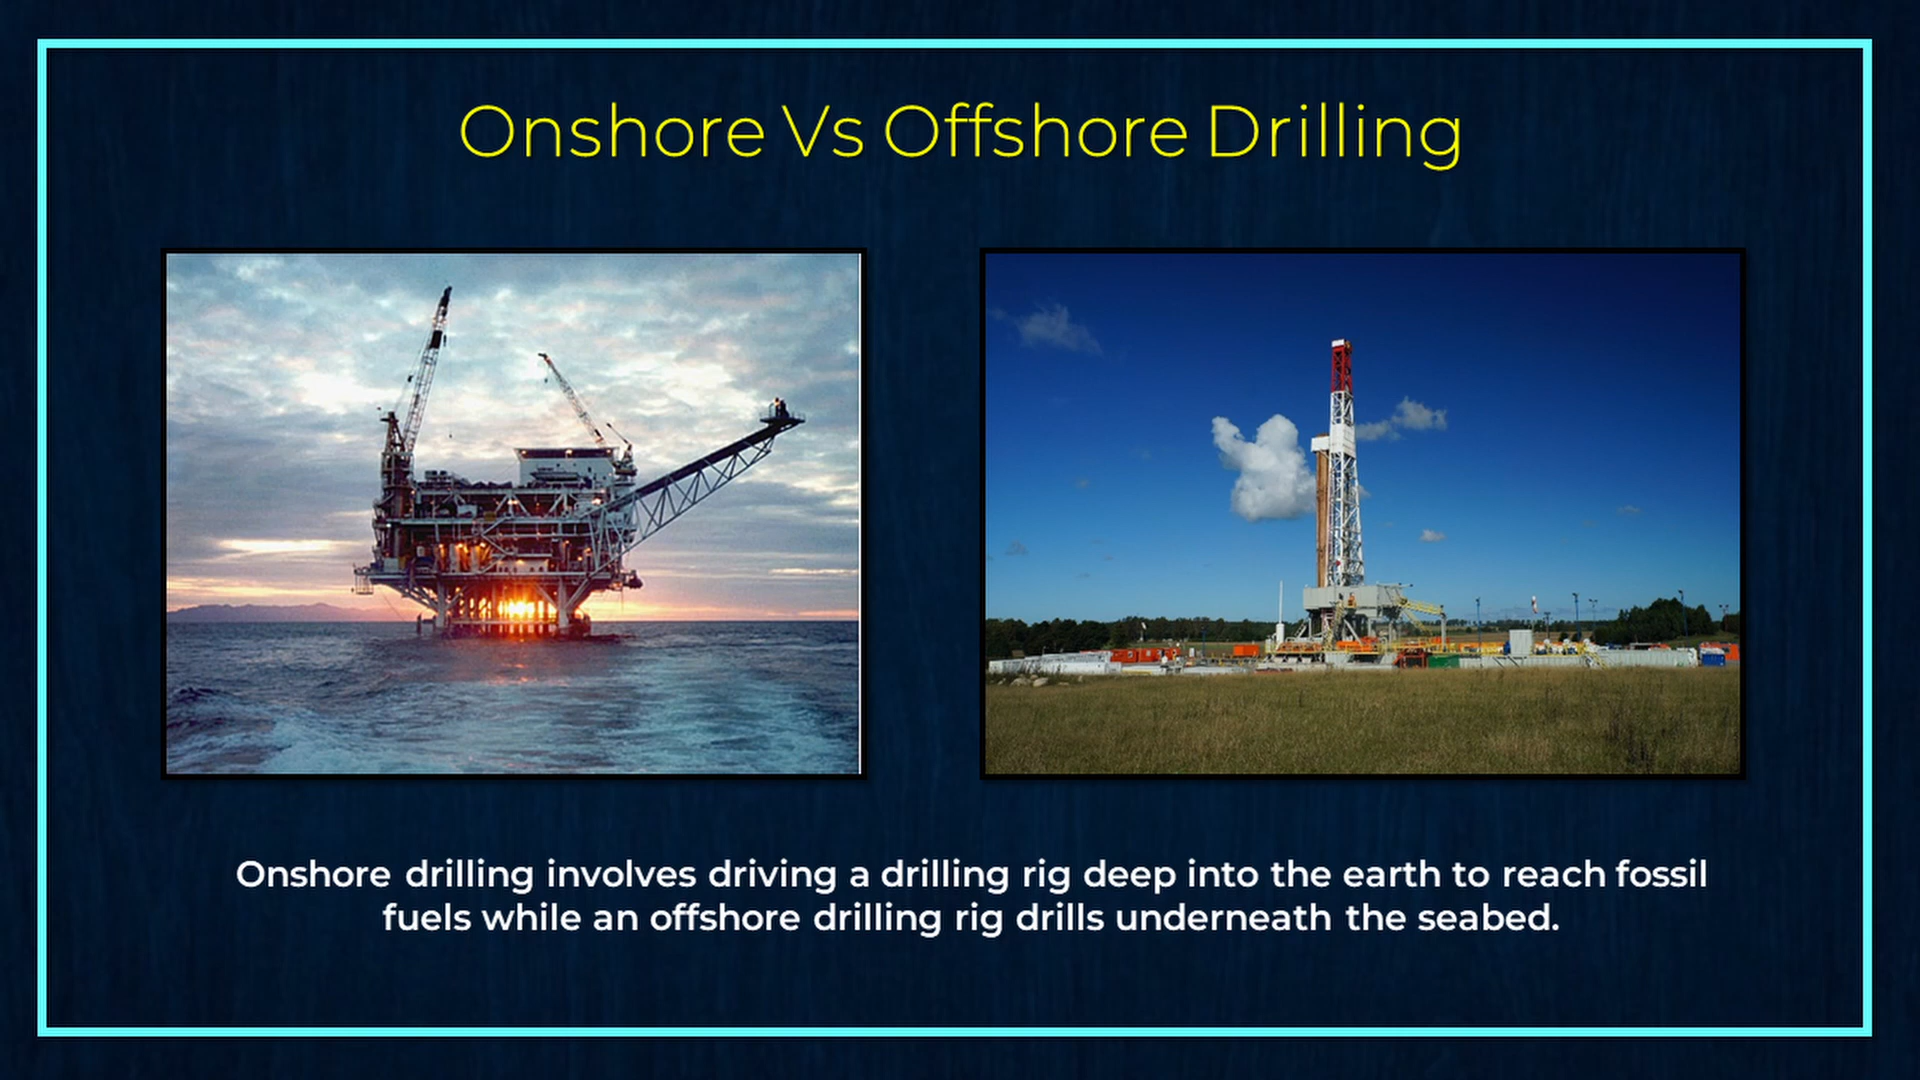 Onshore Vs Offshore Drilling
Onshore drilling involves driving a drilling rig deep into the earth to reach fossil
fuels while an offshore drilling rig drills underneath the seabed.